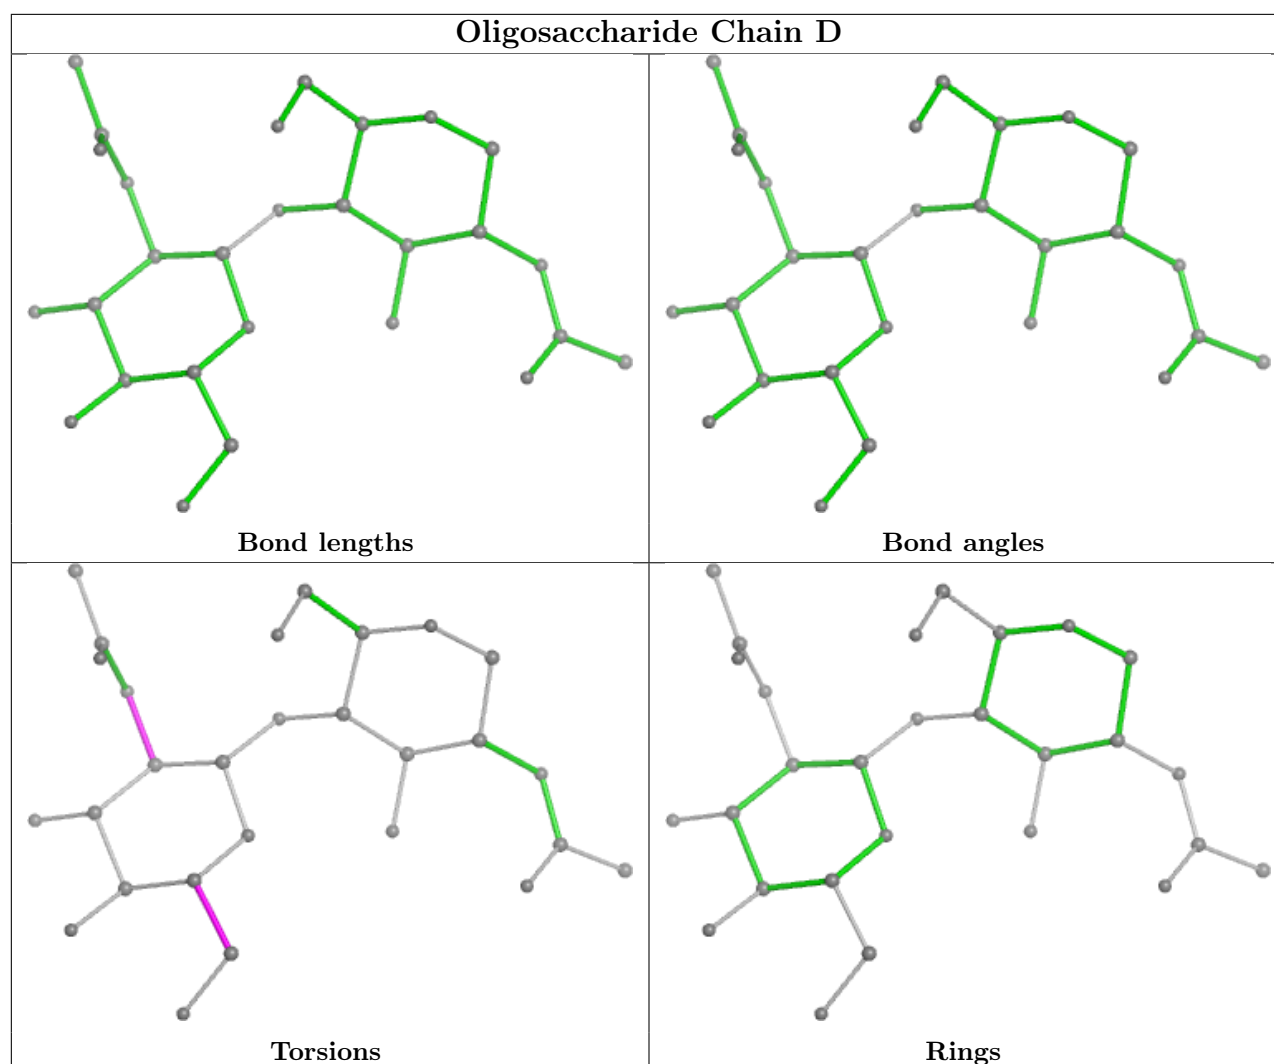 Oligosaccharide Chain D
Bond lengths
Bond angles
Torsions
Rings